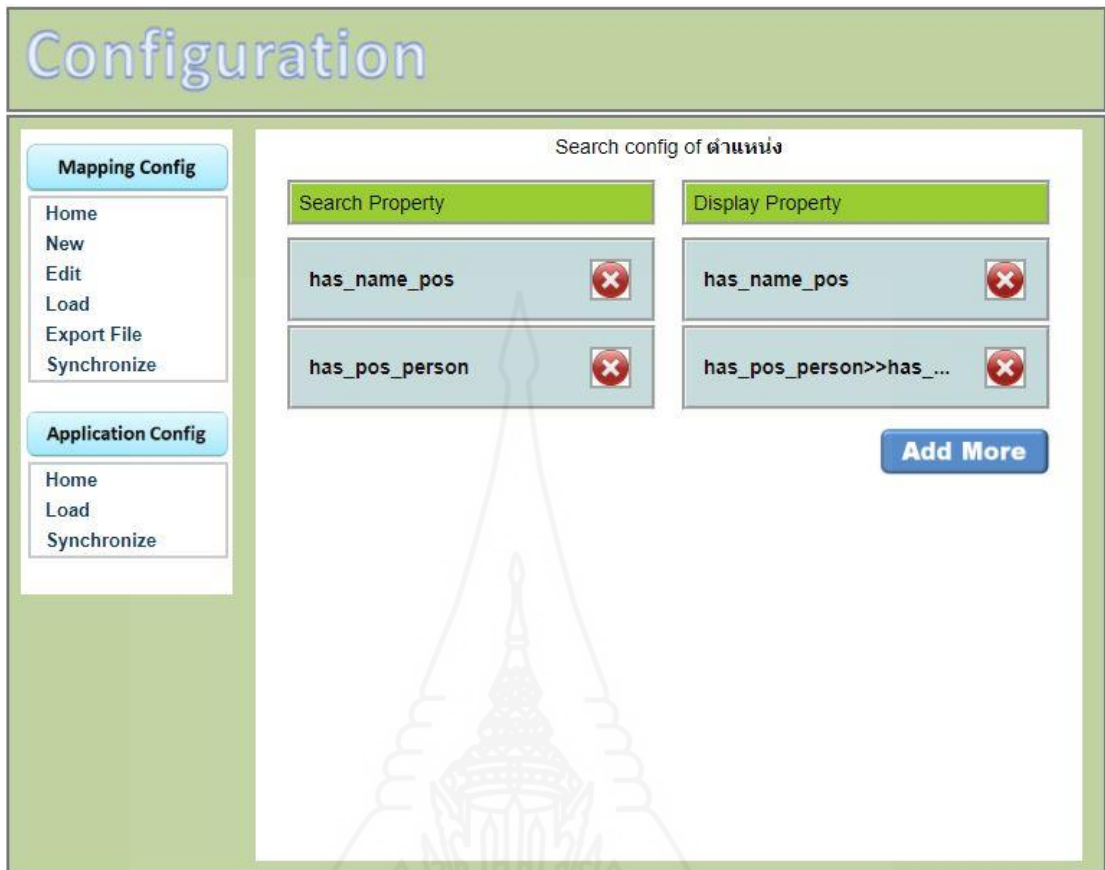 Configuration
Mapping Config
Home
New
Edit
Load
Export File
Synchronize
Application Config
Home
Load
Synchronize
Search config of ตำแหน่ง
Search Property
Display Property
has_name_pos
has_name_pos
has_pos_person
has_pos_person>>has_...
Add More